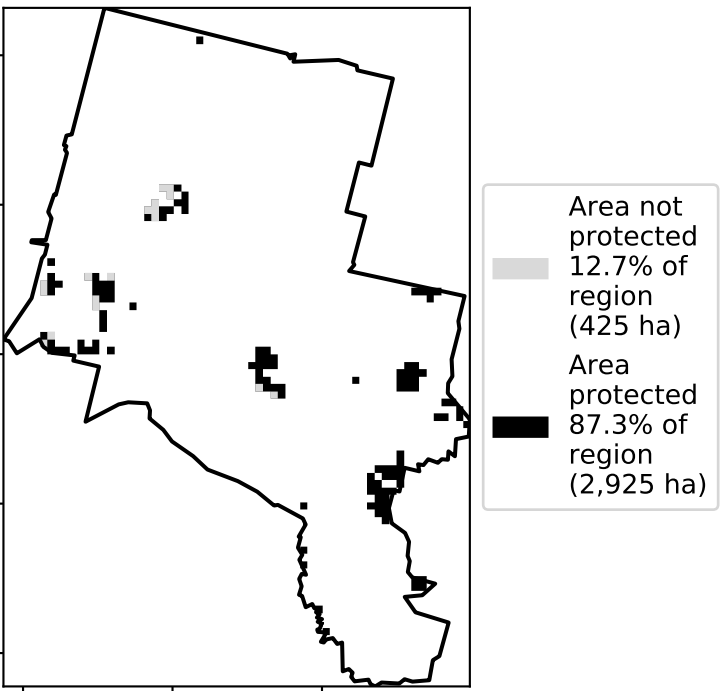 Area not
protected
12.7% of
region
(425 ha)
Area
protected
87.3% of
region
(2,925 ha)